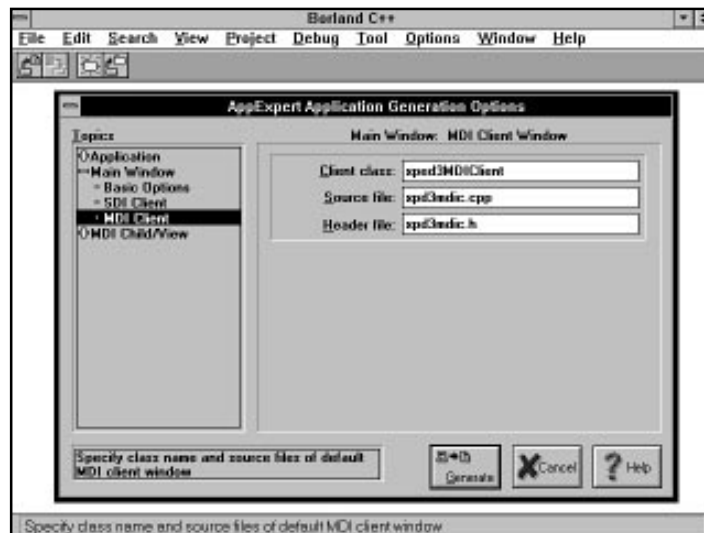 Borland C++
File Edit Search View Project Debug Tool Options Window Help
AppExpert Application Generation Options
Topics
Application
Main Window
Basic Options
SDI Client
MDI Client
MDI Child/View
Main Window: MDI Client Window
Client class: xped3MDIClient
Source file: xpd3mdic.cpp
Header file: xpd3mdic.h
Specify class name and source files of default
MDI client window
Generate
Cancel
Help
Specify class name and source files of default MDI client window